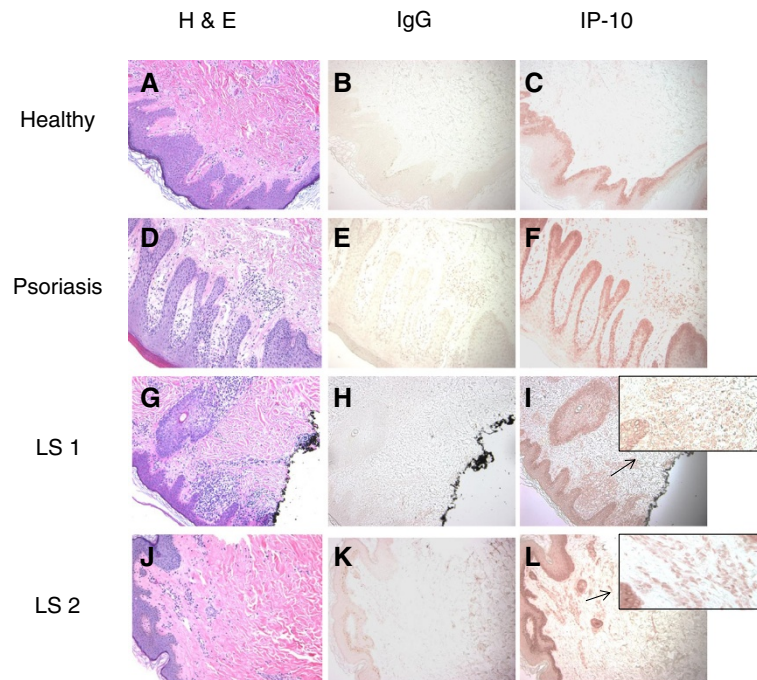 H & E IgG IP-10
Healthy A B C
Psoriasis D E F
LS 1 G H I
LS 2 J K L